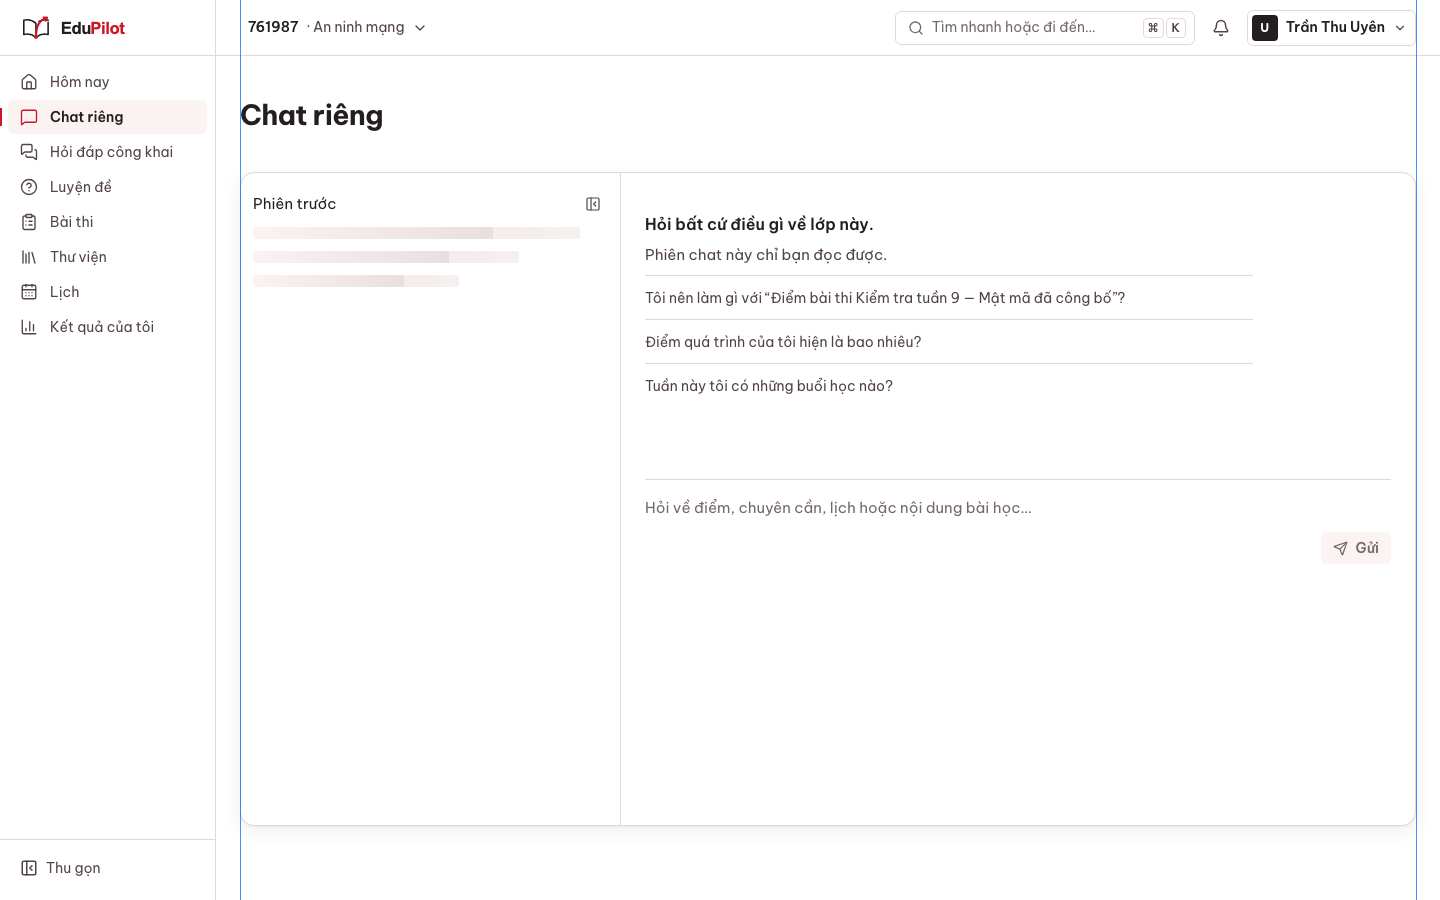 EduPilot
761987 · An ninh mạng
Tìm nhanh hoặc đi đến...
⌘ K
U
Trần Thu Uyên
Hôm nay
Chat riêng
Hỏi đáp công khai
Luyện đề
Bài thi
Thư viện
Lịch
Kết quả của tôi
Thu gọn
Chat riêng
Phiên trước
Hỏi bất cứ điều gì về lớp này.
Phiên chat này chỉ bạn đọc được.
Tôi nên làm gì với “Điểm bài thi Kiểm tra tuần 9 — Mật mã đã công bố”?
Điểm quá trình của tôi hiện là bao nhiêu?
Tuần này tôi có những buổi học nào?
Hỏi về điểm, chuyên cần, lịch hoặc nội dung bài học...
Gửi